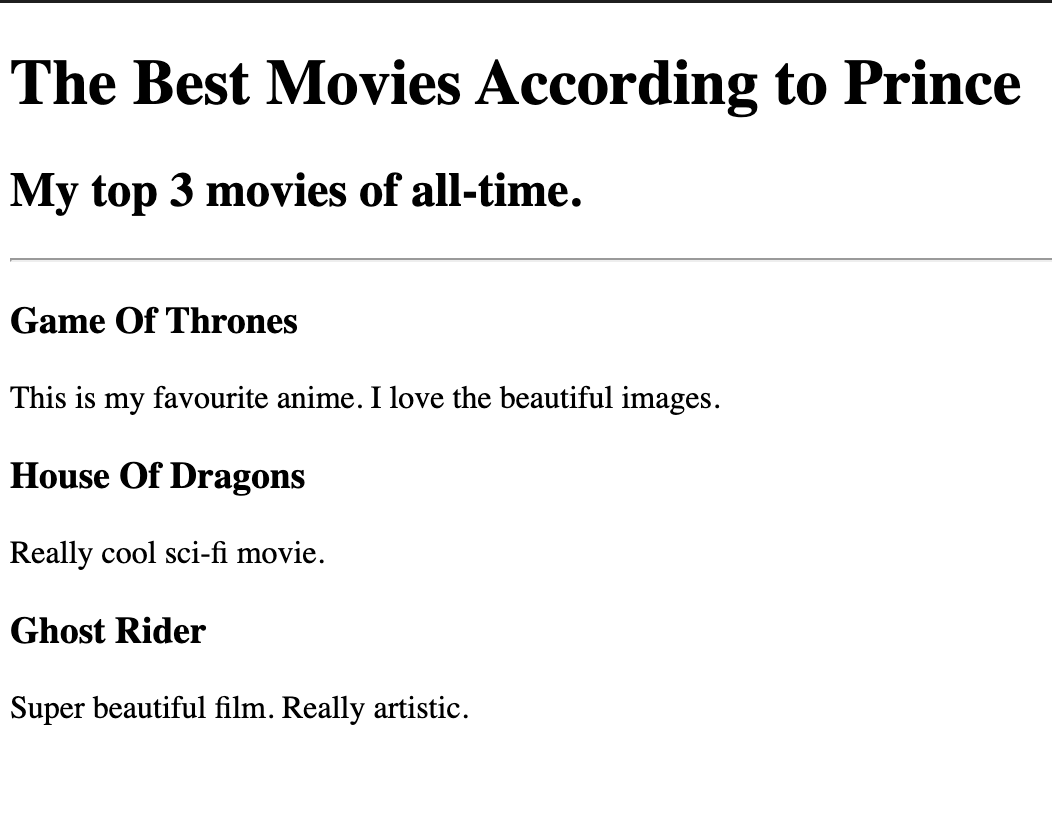 The Best Movies According to Prince
My top 3 movies of all-time.
Game Of Thrones
This is my favourite anime. I love the beautiful images.
House Of Dragons
Really cool sci-fi movie.
Ghost Rider
Super beautiful film. Really artistic.